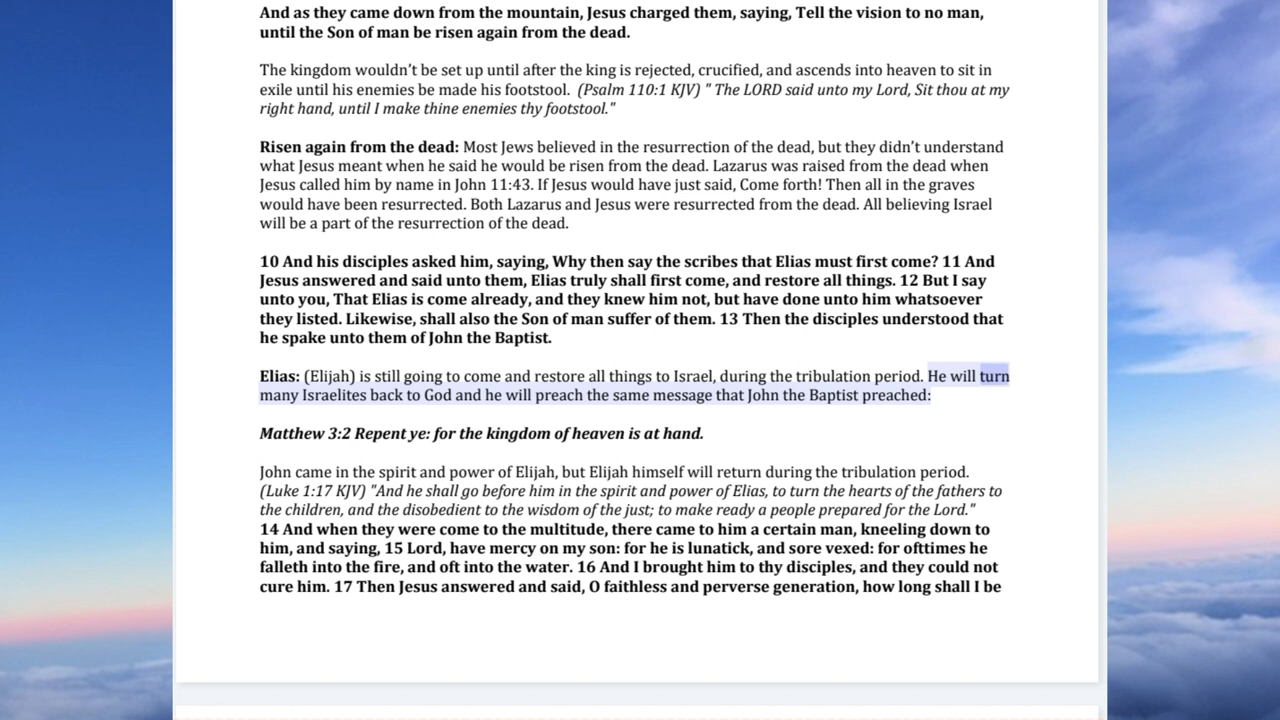 And as they came down from the mountain, Jesus charged them, saying, Tell the vision to no man,
until the Son of man be risen again from the dead.
The kingdom wouldn't be set up until after the king is rejected, crucified, and ascends into heaven to sit in
exile until his enemies be made his footstool.  (Psalm 110:1 KJV) " The LORD said unto my Lord, Sit thou at my
right hand, until I make thine enemies thy footstool."
Risen again from the dead: Most Jews believed in the resurrection of the dead, but they didn't understand
what Jesus meant when he said he would be risen from the dead. Lazarus was raised from the dead when
Jesus called him by name in John 11:43. If Jesus would have just said, Come forth! Then all in the graves
would have been resurrected. Both Lazarus and Jesus were resurrected from the dead. All believing Israel
will be a part of the resurrection of the dead.
10 And his disciples asked him, saying, Why then say the scribes that Elias must first come? 11 And
Jesus answered and said unto them, Elias truly shall first come, and restore all things. 12 But I say
unto you, That Elias is come already, and they knew him not, but have done unto him whatsoever
they listed. Likewise, shall also the Son of man suffer of them. 13 Then the disciples understood that
he spake unto them of John the Baptist.
Elias: (Elijah) is still going to come and restore all things to Israel, during the tribulation period. He will turn
many Israelites back to God and he will preach the same message that John the Baptist preached:
Matthew 3:2 Repent ye: for the kingdom of heaven is at hand.
John came in the spirit and power of Elijah, but Elijah himself will return during the tribulation period.
(Luke 1:17 KJV) "And he shall go before him in the spirit and power of Elias, to turn the hearts of the fathers to
the children, and the disobedient to the wisdom of the just; to make ready a people prepared for the Lord."
14 And when they were come to the multitude, there came to him a certain man, kneeling down to
him, and saying, 15 Lord, have mercy on my son: for he is lunatick, and sore vexed: for ofttimes he
falleth into the fire, and oft into the water. 16 And I brought him to thy disciples, and they could not
cure him. 17 Then Jesus answered and said, O faithless and perverse generation, how long shall I be